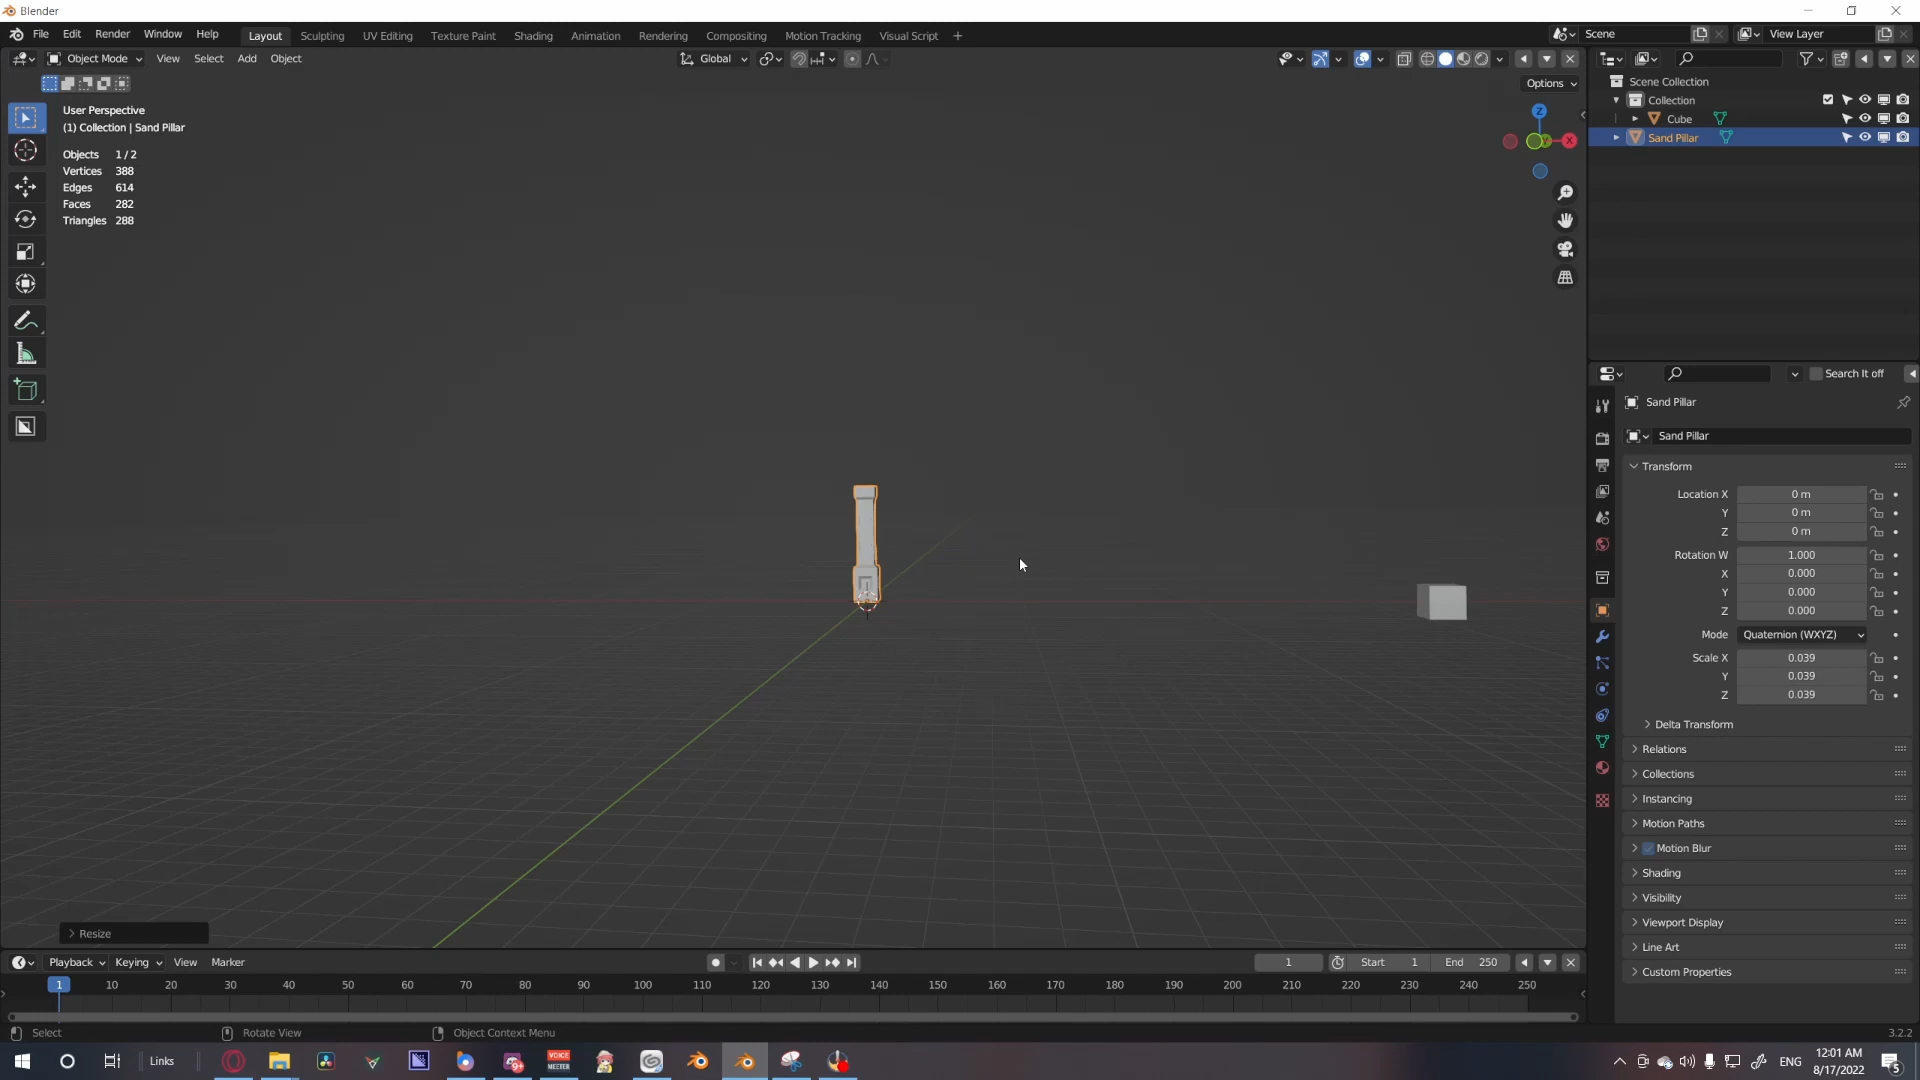 Blender
File Edit Render Window Help Layout Sculpting UV Editing Texture Paint Shading Animation Rendering Compositing Motion Tracking Visual Script + Scene View Layer
Object Mode View Select Add Object Global
Options
User Perspective
(1) Collection | Sand Pillar
Objects 1 / 2
Vertices 388
Edges 614
Faces 282
Triangles 288
Z
Y
X
Scene Collection
Collection
Cube
Sand Pillar
Search It off
Sand Pillar
Sand Pillar
Transform
Location X 0 m
Y 0 m
Z 0 m
Rotation W 1.000
X 0.000
Y 0.000
Z 0.000
Mode Quaternion (WXYZ)
Scale X 0.039
Y 0.039
Z 0.039
Delta Transform
Relations
Collections
Instancing
Motion Paths
Motion Blur
Shading
Visibility
Viewport Display
Line Art
Custom Properties
Resize
Playback Keying View Marker 1 Start 1 End 250
1 10 20 30 40 50 60 70 80 90 100 110 120 130 140 150 160 170 180 190 200 210 220 230 240 250
Select Rotate View Object Context Menu 3.2.2
Links VOICE MEETER 9+ ENG 12:01 AM
8/17/2022 5